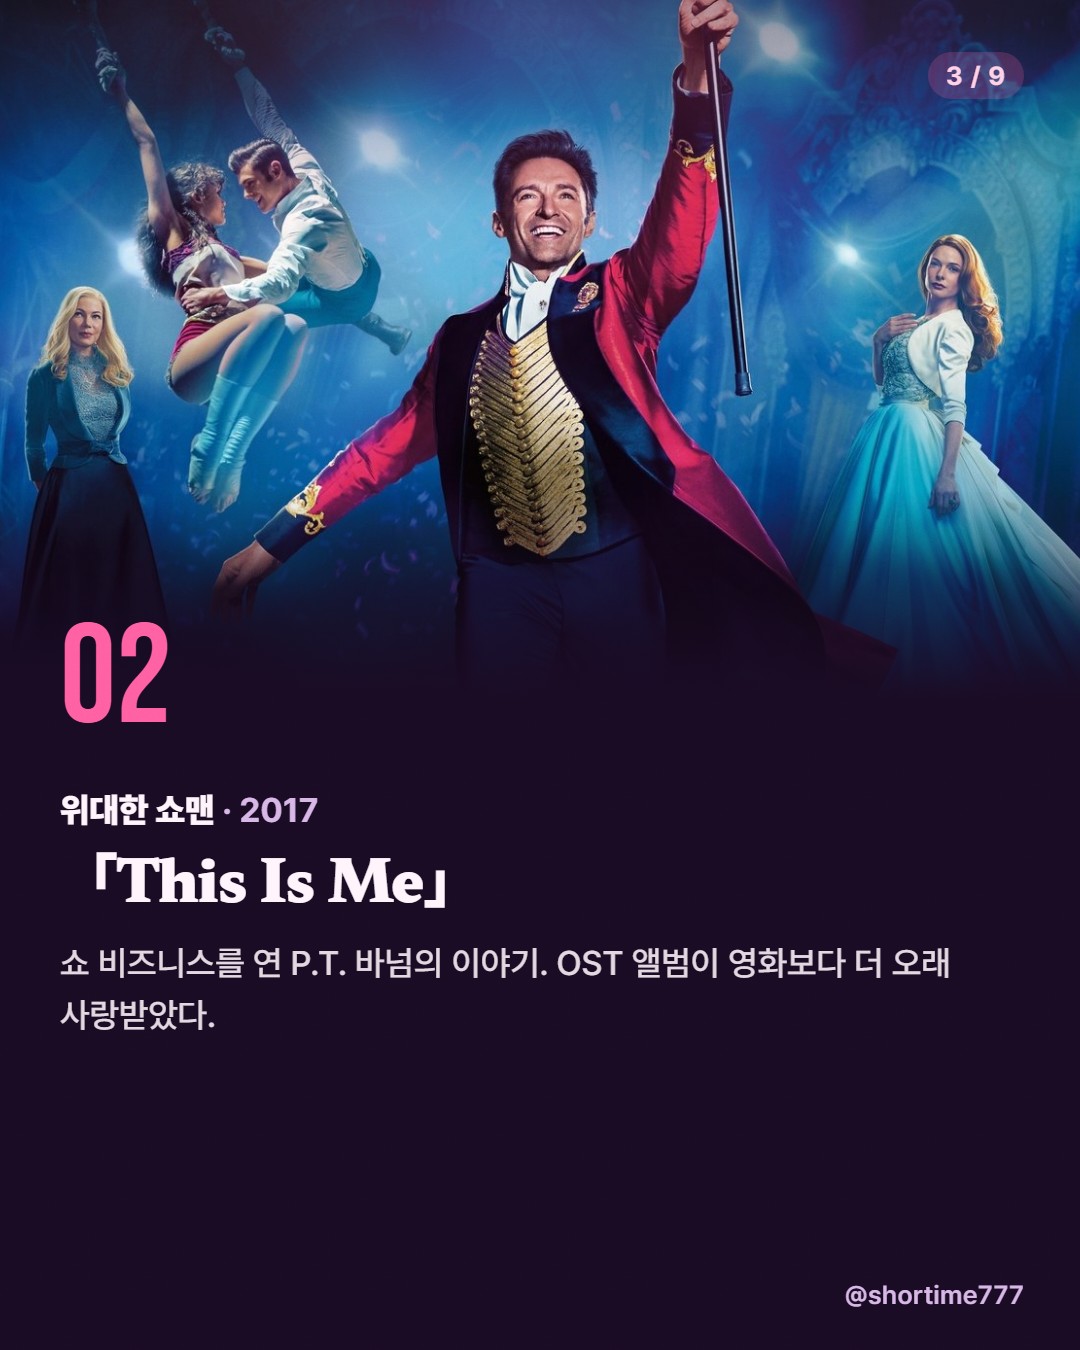 3 / 9
02
위대한 쇼맨 · 2017
「This Is Me」
쇼 비즈니스를 연 P.T. 바넘의 이야기. OST 앨범이 영화보다 더 오래
사랑받았다.
@shortime777